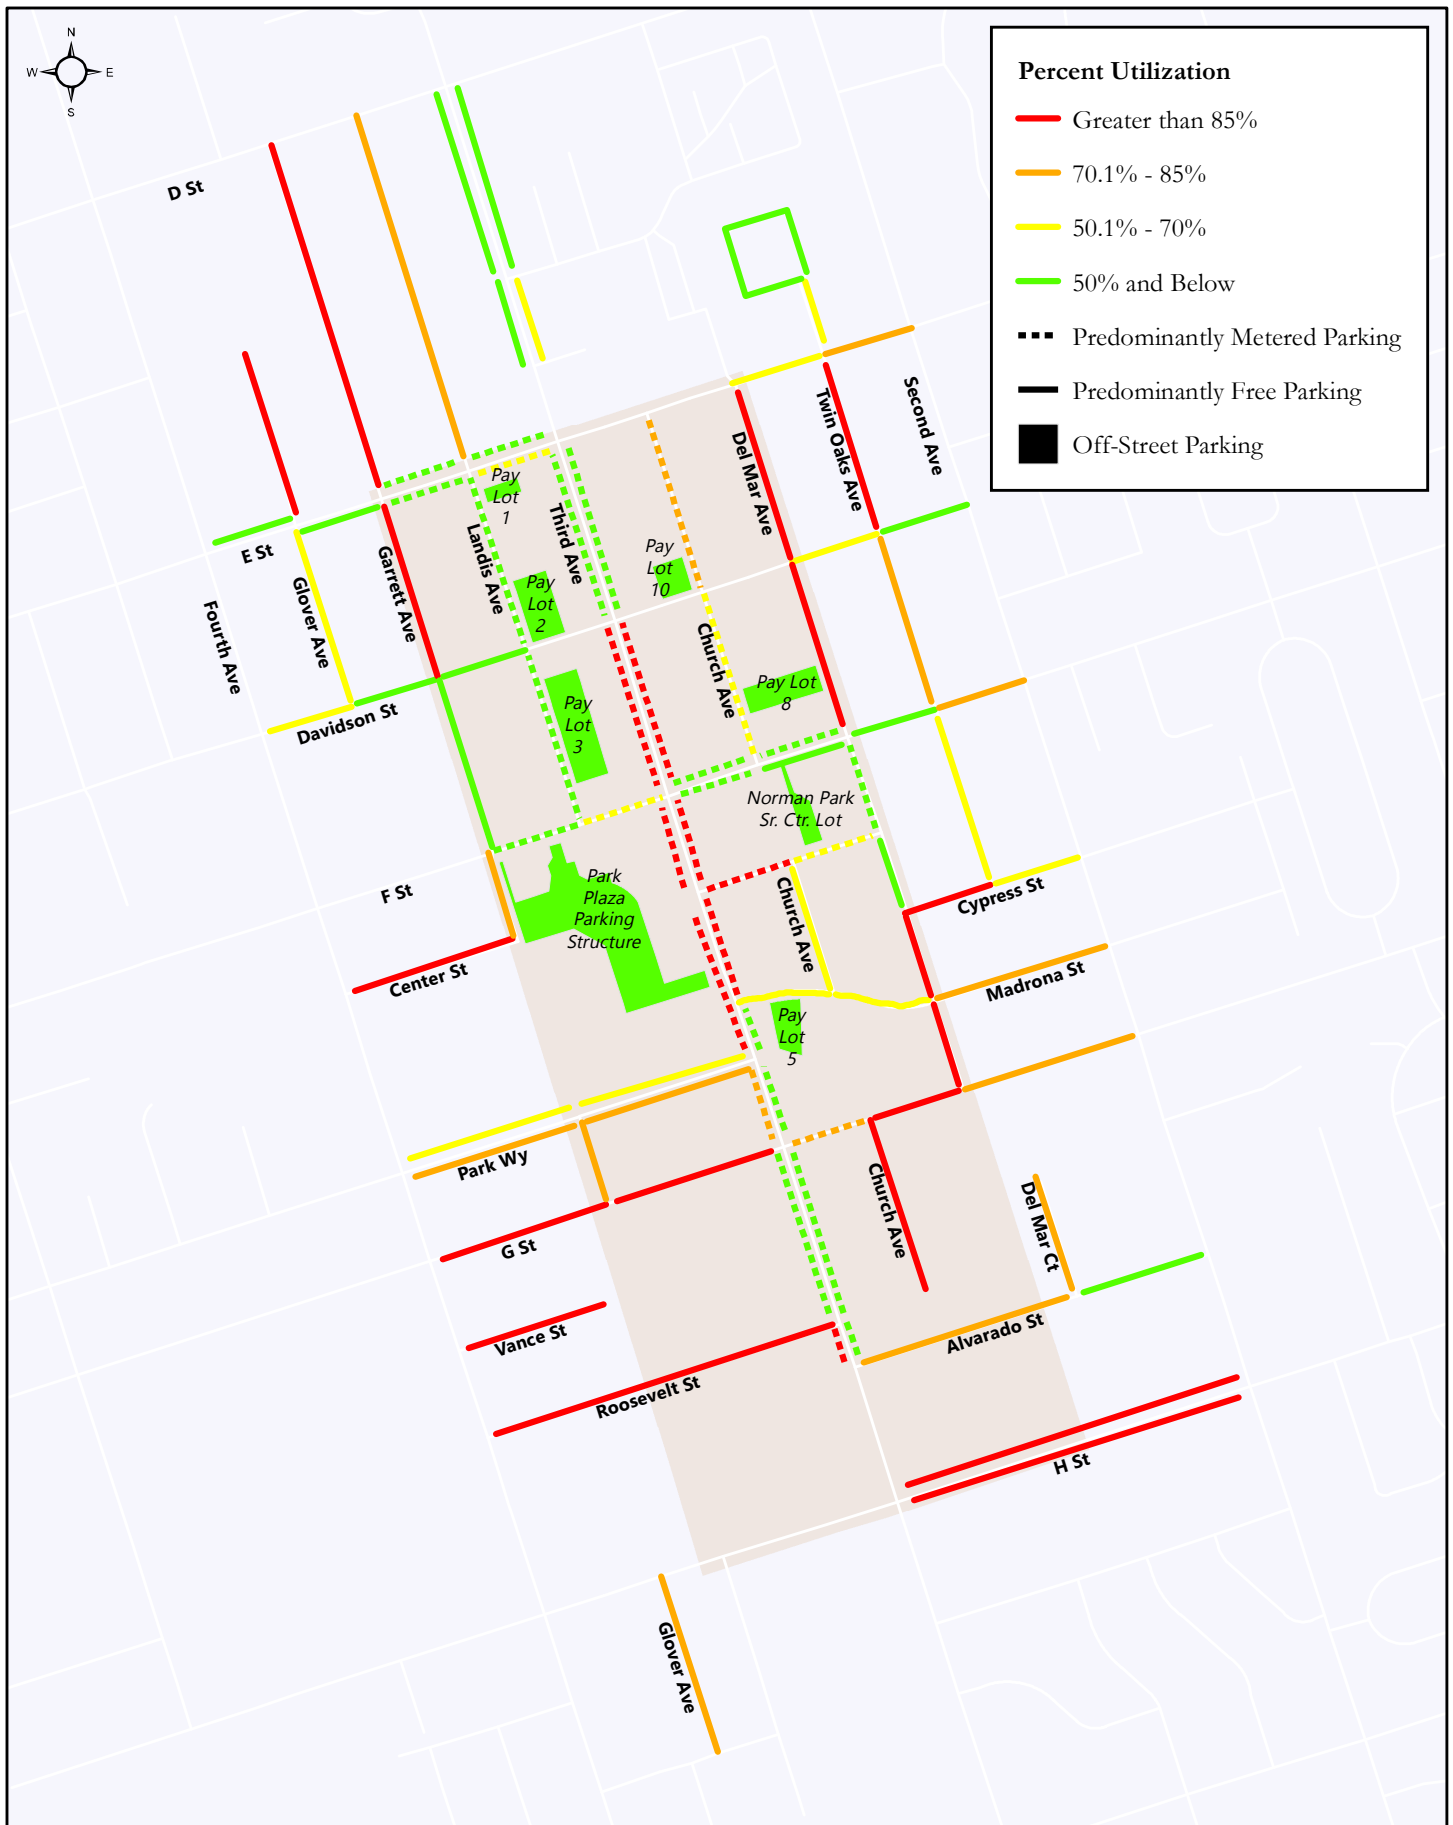 N
W
E
S
Percent Utilization
Greater than 85%
70.1% - 85%
50.1% - 70%
50% and Below
Predominantly Metered Parking
Predominantly Free Parking
Off-Street Parking
D St
Second Ave
Twin Oaks Ave
Del Mar Ave
Pay
Lot
1
Third Ave
Landis Ave
E St
Garrett Ave
Glover Ave
Fourth Ave
Pay
Lot
10
Pay
Lot
2
Church Ave
Pay Lot
8
Pay
Lot
3
Davidson St
Norman Park
Sr. Ctr. Lot
F St
Park
Plaza
Parking
Structure
Church Ave
Cypress St
Center St
Madrona St
Pay
Lot
5
Park Wy
Church Ave
Del Mar Ct
G St
Vance St
Alvarado St
Roosevelt St
H St
Glover Ave